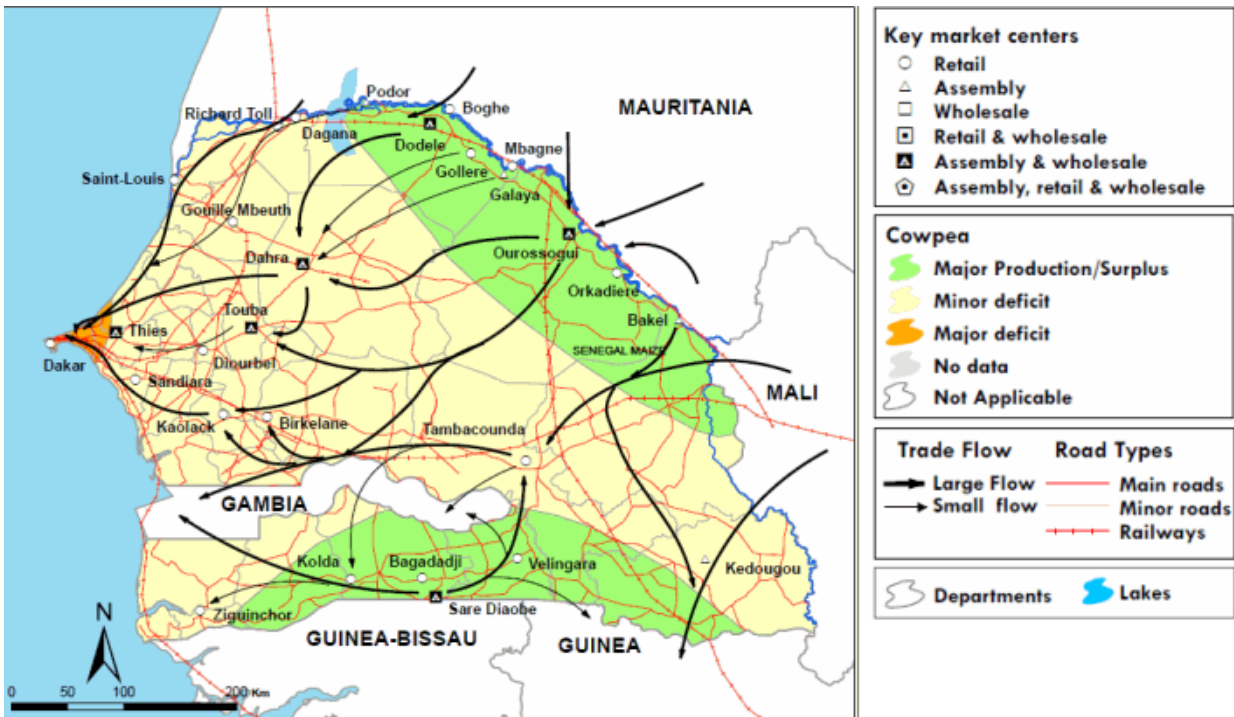 Podor
Boghe
MAURITANIA
Richard Toll
Dagana
Dodele
Mbagne
Gollere
Saint-Louis
Galaya
Gouille Mbeuth
Dahra
Ourossogui
Orkadiere
Touba
Bakel
Thies
SENEGAL MAIZE
Dakar
Diourbel
Sandiara
MALI
Kaolack
Birkelane
Tambacounda
GAMBIA
Kolda
Bagadadji
Velingara
Kedougou
Ziguinchor
Sare Diaobe
GUINEA-BISSAU
GUINEA
N
0 50 100 200 Km
Key market centers
Retail
Assembly
Wholesale
Retail & wholesale
Assembly & wholesale
Assembly, retail & wholesale
Cowpea
Major Production/Surplus
Minor deficit
Major deficit
No data
Not Applicable
Trade Flow
Large Flow
Small flow
Road Types
Main roads
Minor roads
Railways
Departments
Lakes